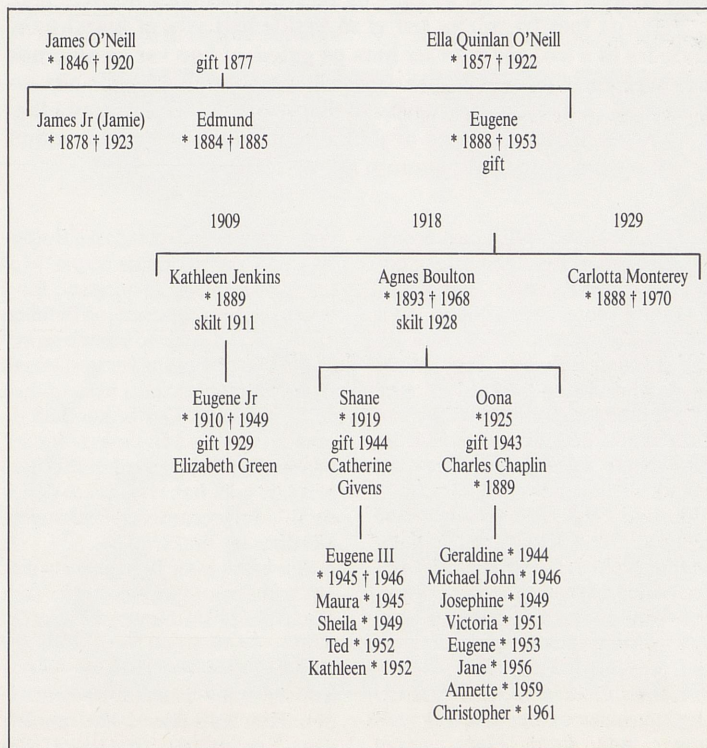 James O'Neill
* 1846 † 1920
gift 1877
Ella Quinlan O'Neill
* 1857 † 1922
James Jr (Jamie)
* 1878 † 1923
Edmund
* 1884 † 1885
Eugene
* 1888 † 1953
gift
1909
1918
1929
Kathleen Jenkins
* 1889
skilt 1911
Agnes Boulton
* 1893 † 1968
skilt 1928
Carlotta Monterey
* 1888 † 1970
Eugene Jr
* 1910 † 1949
gift 1929
Elizabeth Green
Shane
* 1919
gift 1944
Catherine
Givens
Oona
*1925
gift 1943
Charles Chaplin
* 1889
Eugene III
* 1945 † 1946
Maura * 1945
Sheila * 1949
Ted * 1952
Kathleen * 1952
Geraldine * 1944
Michael John * 1946
Josephine * 1949
Victoria * 1951
Eugene * 1953
Jane * 1956
Annette * 1959
Christopher * 1961